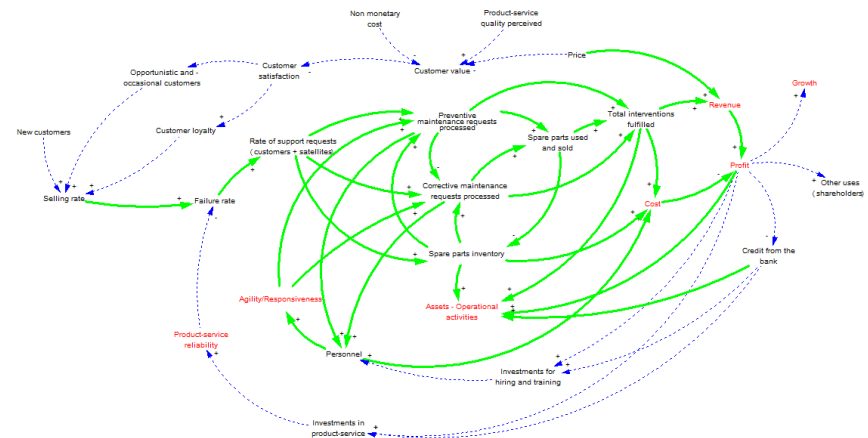 Non monetary
cost
Product-service
quality perceived
Price
Customer value
Customer
satisfaction
Opportunistic and
occasional customers
Growth
Revenue
Total interventions
fulfilled
Preventive
maintenance requests
processed
Spare parts used
and sold
New customers
Customer loyalty
Rate of support requests
(customers + satellites)
Profit
Other uses
(shareholders)
Corrective maintenance
requests processed
Selling rate
Failure rate
Cost
Credit from the
bank
Spare parts inventory
Agility/Responsiveness
Assets - Operational
activities
Product-service
reliability
Personnel
Investments for
hiring and training
Investments in
product-service